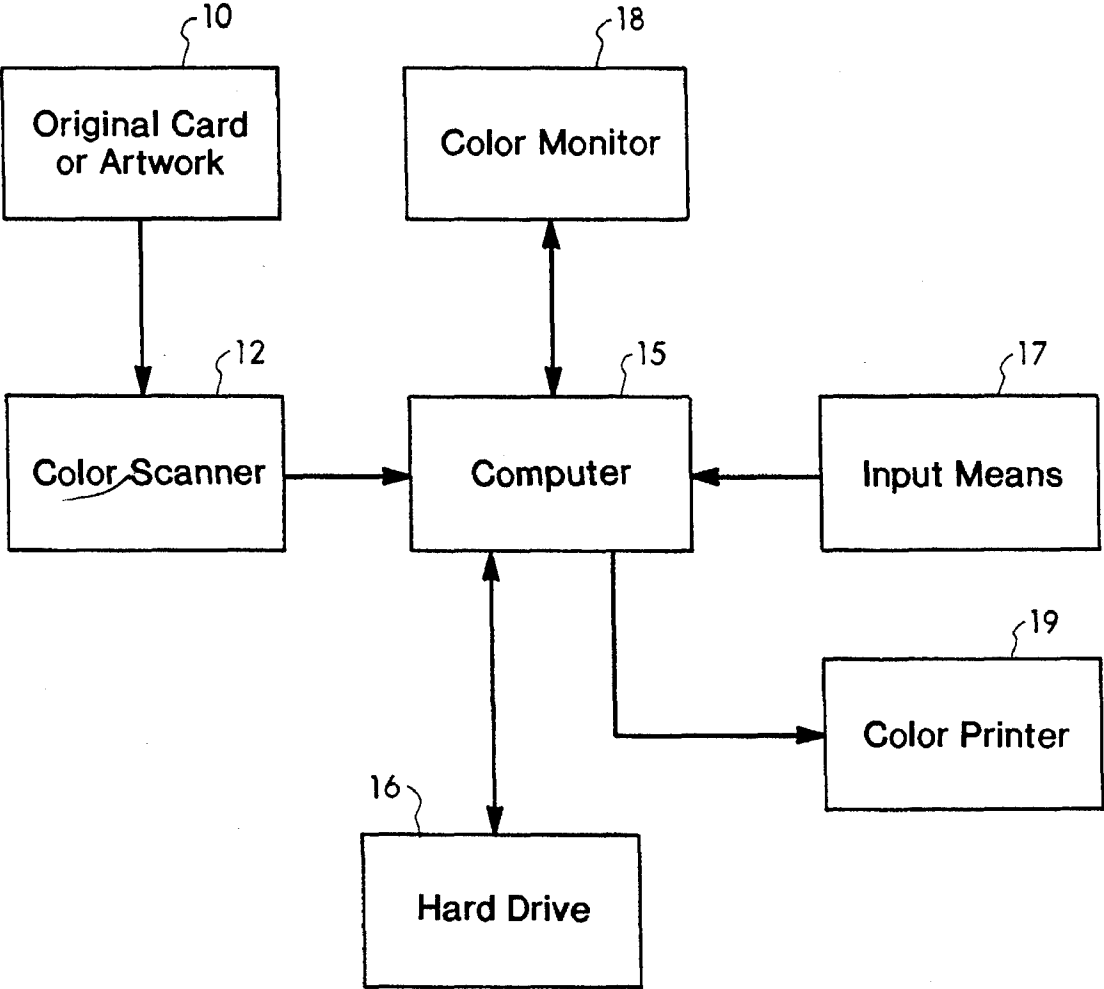 10
Original Card
or Artwork
18
Color Monitor
12
Color Scanner
15
Computer
17
Input Means
19
Color Printer
16
Hard Drive